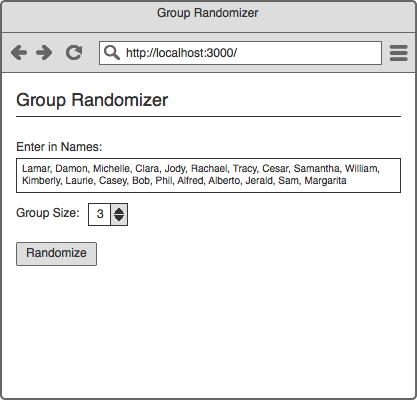 Group Randomizer
http://localhost:3000/
Group Randomizer
Enter in Names:
Lamar, Damon, Michelle, Clara, Jody, Rachael, Tracy, Cesar, Samantha, William,
Kimberly, Laurie, Casey, Bob, Phil, Alfred, Alberto, Jerald, Sam, Margarita
Group Size: 3
Randomize